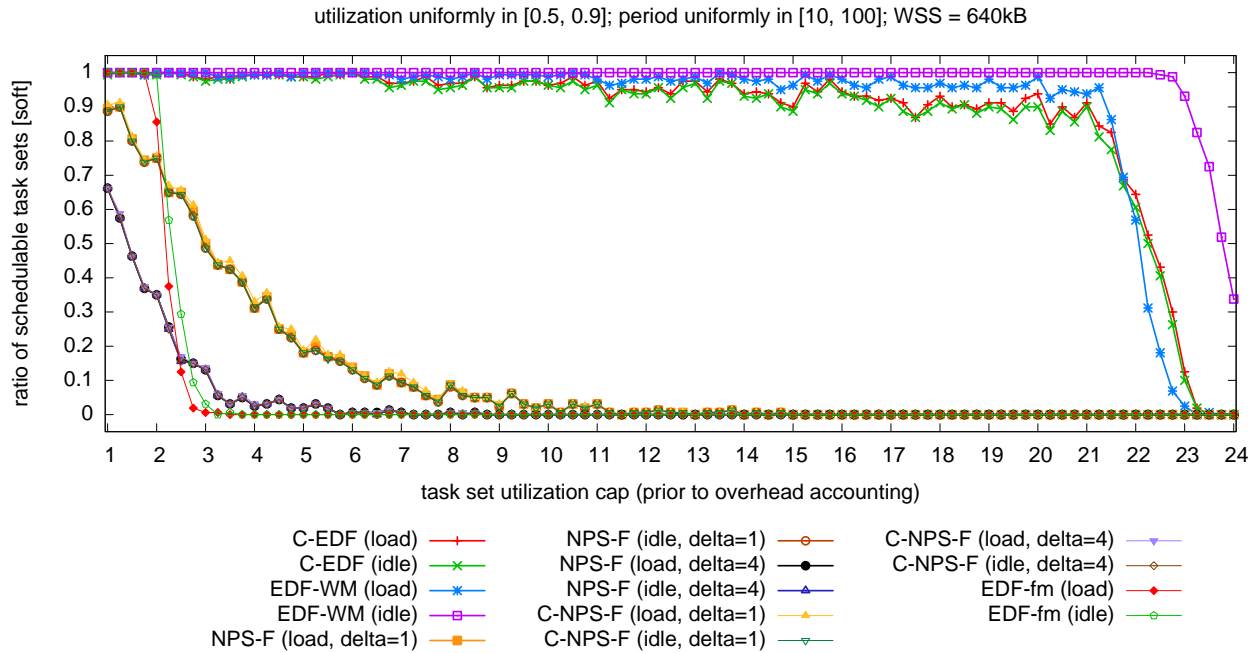 utilization uniformly in [0.5, 0.9]; period uniformly in [10, 100]; WSS = 640kB
ratio of schedulable task sets [soft]
1
0.9
0.8
0.7
0.6
0.5
0.4
0.3
0.2
0.1
0
1 2 3 4 5 6 7 8 9 10 11 12 13 14 15 16 17 18 19 20 21 22 23 24
task set utilization cap (prior to overhead accounting)
C-EDF (load)
C-EDF (idle)
EDF-WM (load)
EDF-WM (idle)
NPS-F (load, delta=1)
NPS-F (idle, delta=1)
NPS-F (load, delta=4)
NPS-F (idle, delta=4)
C-NPS-F (load, delta=1)
C-NPS-F (idle, delta=1)
C-NPS-F (load, delta=4)
C-NPS-F (idle, delta=4)
EDF-fm (load)
EDF-fm (idle)